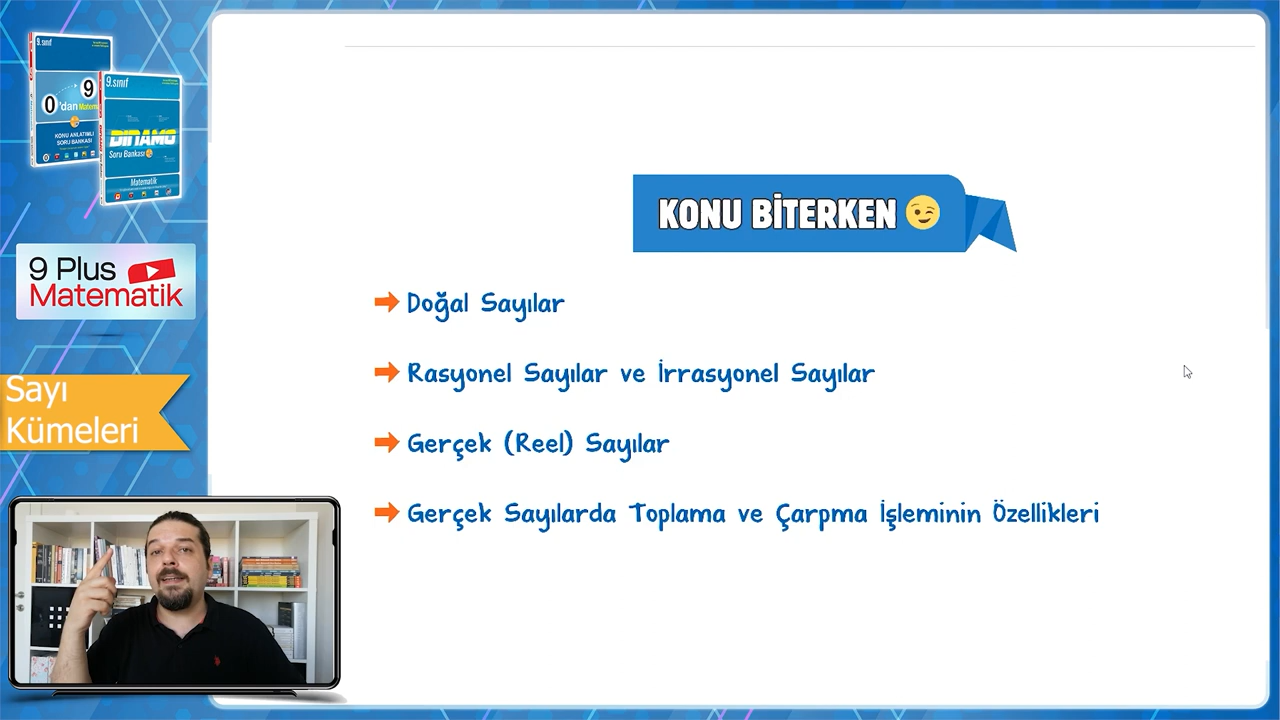 9.sınıf
0'dan 9
Matematik
KONU ANLATIMLI
SORU BANKASI
9.sınıf
DİNAMO
Soru Bankası
Matematik
9 Plus
Matematik
Sayı
Kümeleri
KONU BİTERKEN
Doğal Sayılar
Rasyonel Sayılar ve İrrasyonel Sayılar
Gerçek (Reel) Sayılar
Gerçek Sayılarda Toplama ve Çarpma İşleminin Özellikleri